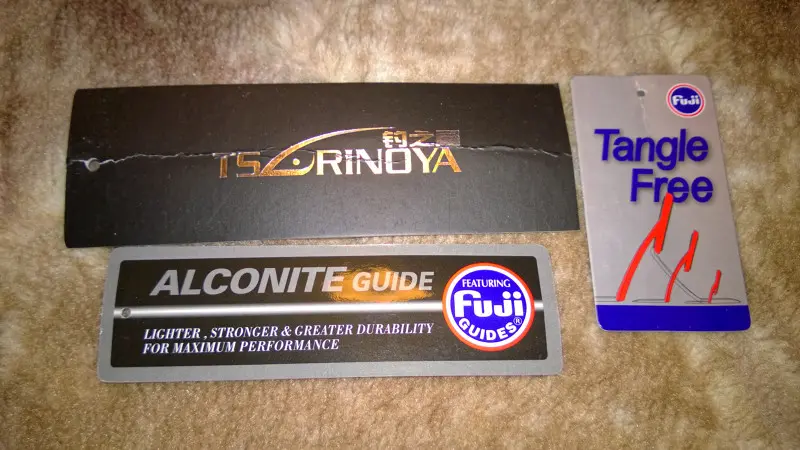 钓之屋
TSURINOYA
ALCONITE GUIDE
LIGHTER , STRONGER & GREATER DURABILITY
FOR MAXIMUM PERFORMANCE
FEATURING
Fuji
GUIDES®
Fuji
Tangle
Free